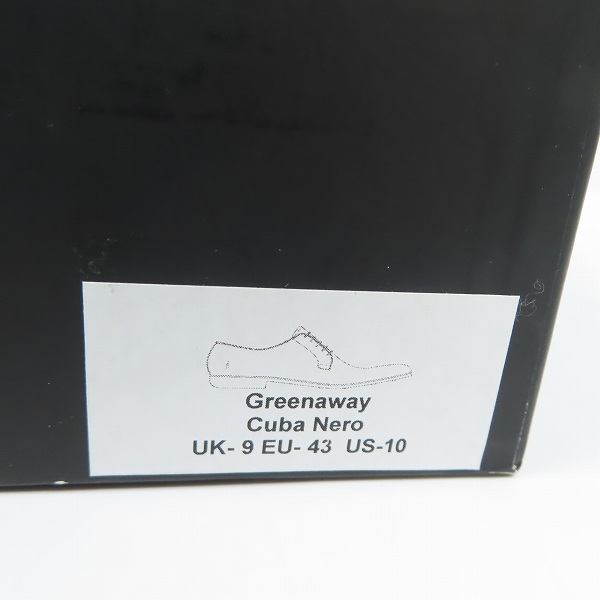 Greenaway
Cuba Nero
UK- 9 EU- 43 US-10